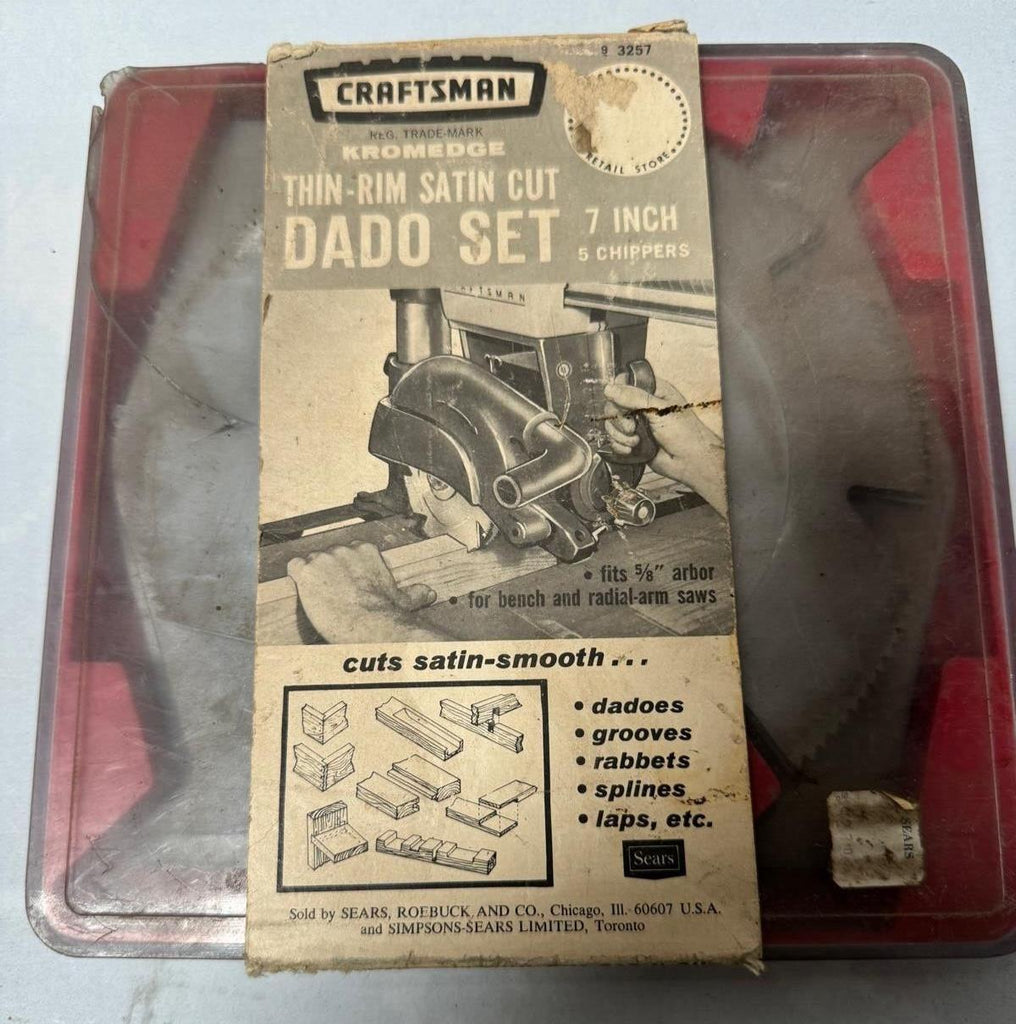 9 3257
CRAFTSMAN
REG. TRADE-MARK
KROMEDGE
RETAIL STORE
THIN-RIM SATIN CUT
DADO SET
7 INCH
5 CHIPPERS
CRAFTSMAN
• fits 5/8" arbor
• for bench and radial-arm saws
cuts satin-smooth...
• dadoes
• grooves
• rabbets
• splines
• laps, etc.
Sears
SEARS
Sold by SEARS, ROEBUCK AND CO., Chicago, Ill. 60607 U.S.A.
and SIMPSONS-SEARS LIMITED, Toronto